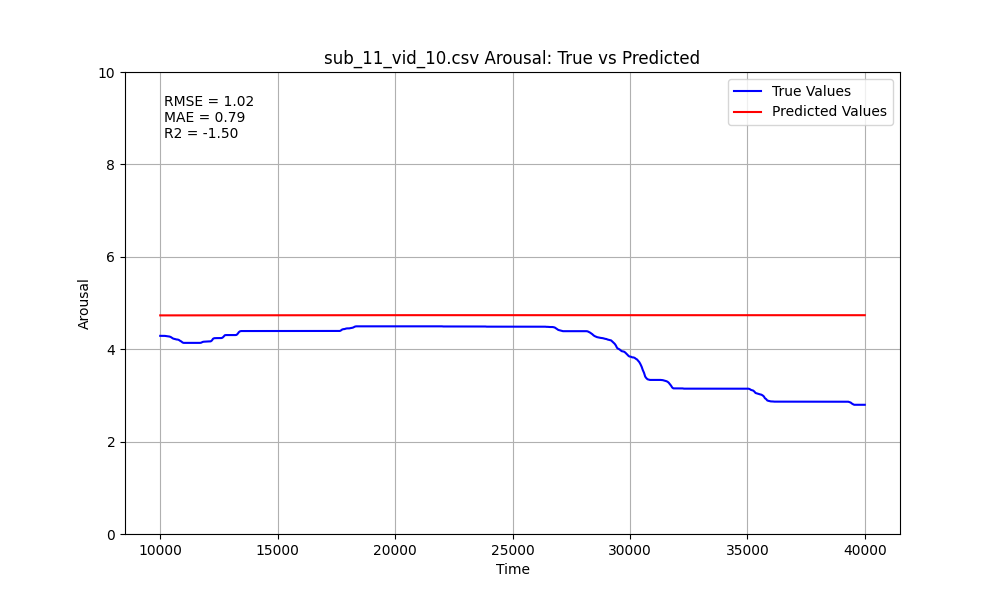 sub_11_vid_10.csv Arousal: True vs Predicted
RMSE = 1.02
MAE = 0.79
R2 = -1.50
True Values
Predicted Values
10
8
6
4
2
0
Arousal
10000
15000
20000
25000
30000
35000
40000
Time